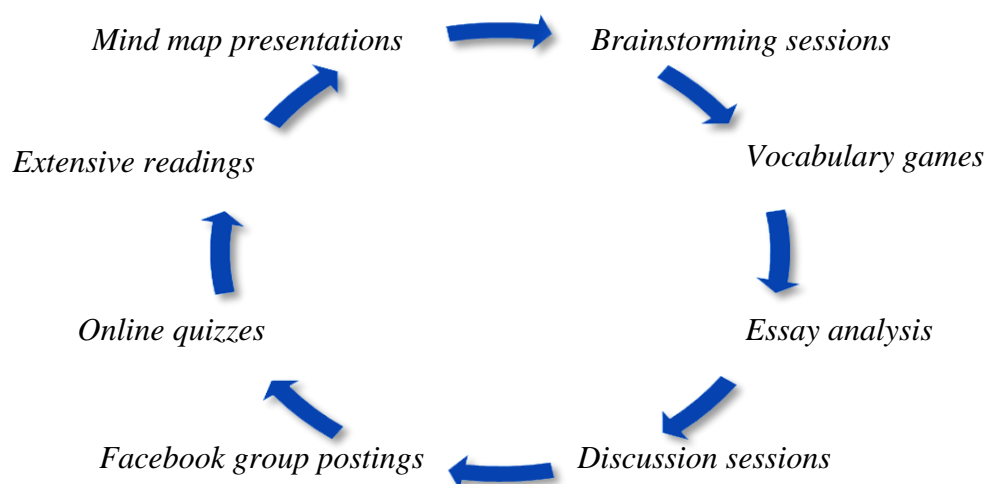 Mind map presentations
Brainstorming sessions
Extensive readings
Vocabulary games
Online quizzes
Essay analysis
Facebook group postings
Discussion sessions